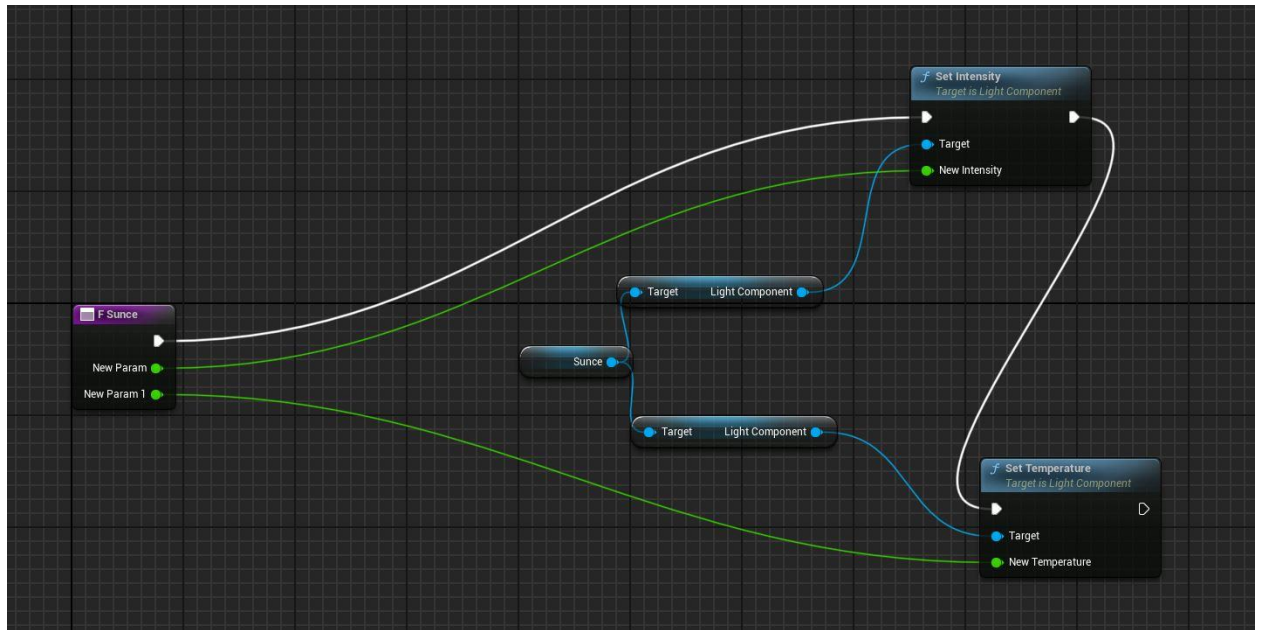 f Set Intensity
Target is Light Component
Target
New Intensity
Target Light Component
F Sunce
New Param
New Param 1
Sunce
Target Light Component
f Set Temperature
Target is Light Component
Target
New Temperature